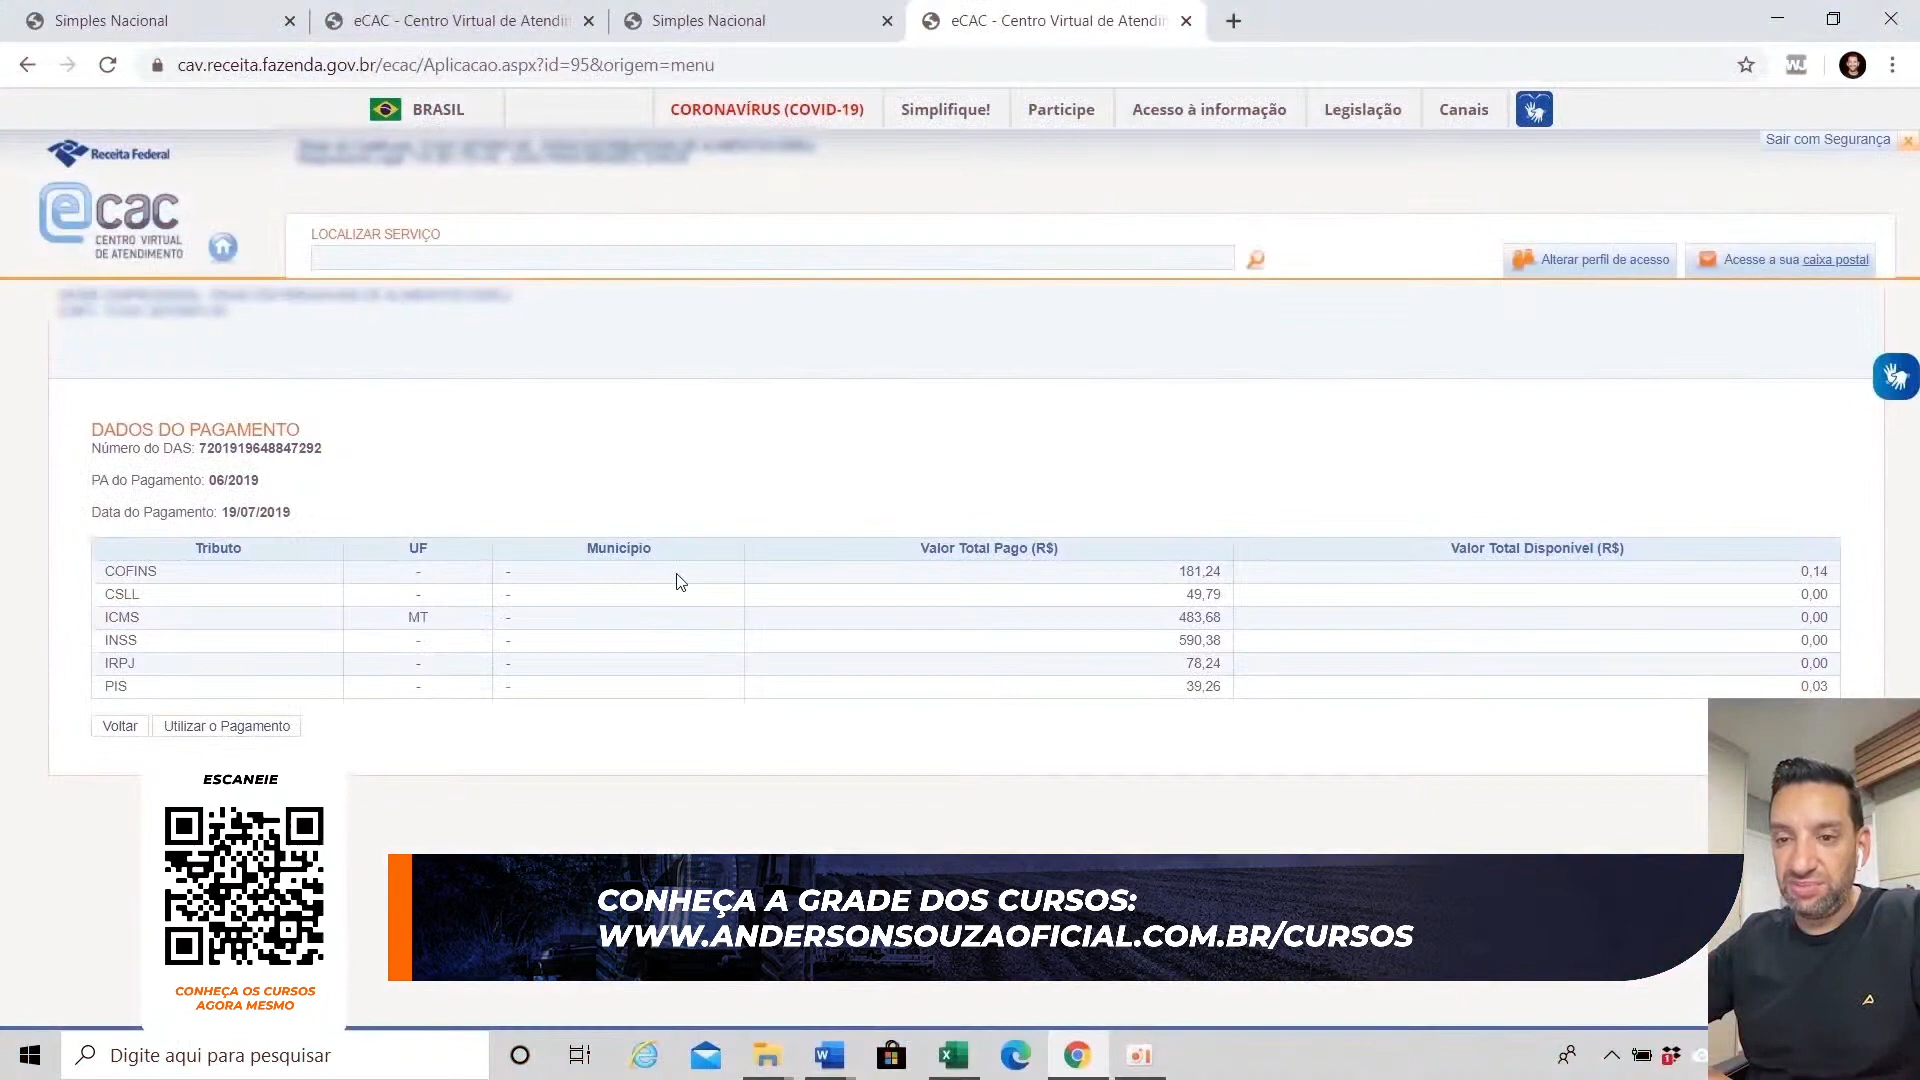 Simples Nacional
eCAC - Centro Virtual de Atendi
Simples Nacional
eCAC - Centro Virtual de Atendi
cav.receita.fazenda.gov.br/ecac/Aplicacao.aspx?id=95&origem=menu
BRASIL
CORONAVÍRUS (COVID-19)
Simplifique!
Participe
Acesso à informação
Legislação
Canais
Receita Federal
Sair com Segurança
ecac
CENTRO VIRTUAL
DE ATENDIMENTO
LOCALIZAR SERVIÇO
Alterar perfil de acesso
Acesse a sua caixa postal
DADOS DO PAGAMENTO
Número do DAS: 7201919648847292
PA do Pagamento: 06/2019
Data do Pagamento: 19/07/2019
Tributo UF Município Valor Total Pago (R$) Valor Total Disponível (R$)
COFINS - - 181,24 0,14
CSLL - - 49,79 0,00
ICMS MT - 483,68 0,00
INSS - - 590,38 0,00
IRPJ - - 78,24 0,00
PIS - - 39,26 0,03
Voltar
Utilizar o Pagamento
ESCANEIE
CONHEÇA OS CURSOS
AGORA MESMO
CONHEÇA A GRADE DOS CURSOS:
WWW.ANDERSONSOUZAOFICIAL.COM.BR/CURSOS
Digite aqui para pesquisar